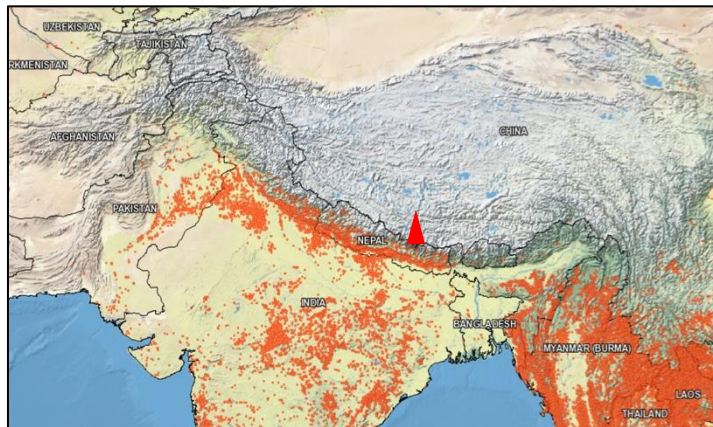 UZBEKISTAN
TAJIKISTAN
RKMENISTAN
AFGHANISTAN
CHINA
PAKISTAN
NEPAL
INDIA
BANGLADESH
MYANMAR (BURMA)
LAOS
THAILAND